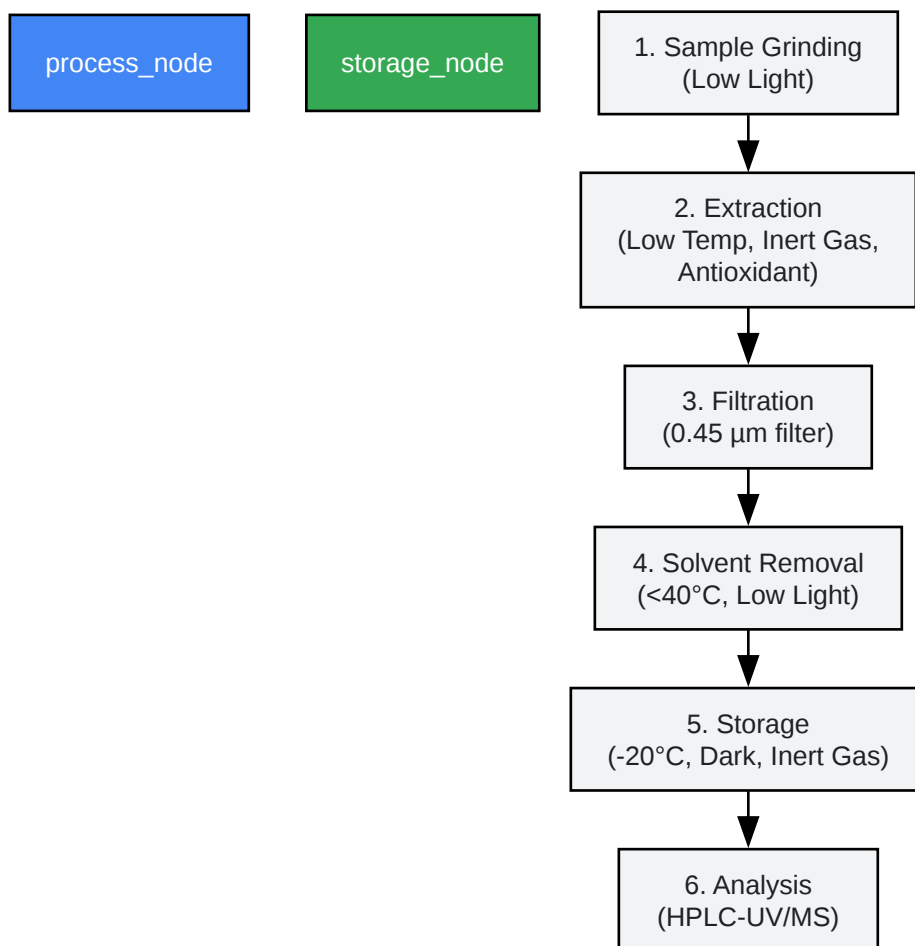 process_node
storage_node
1. Sample Grinding
(Low Light)
2. Extraction
(Low Temp, Inert Gas,
Antioxidant)
3. Filtration
(0.45 µm filter)
4. Solvent Removal
(<40°C, Low Light)
5. Storage
(-20°C, Dark, Inert Gas)
6. Analysis
(HPLC-UV/MS)